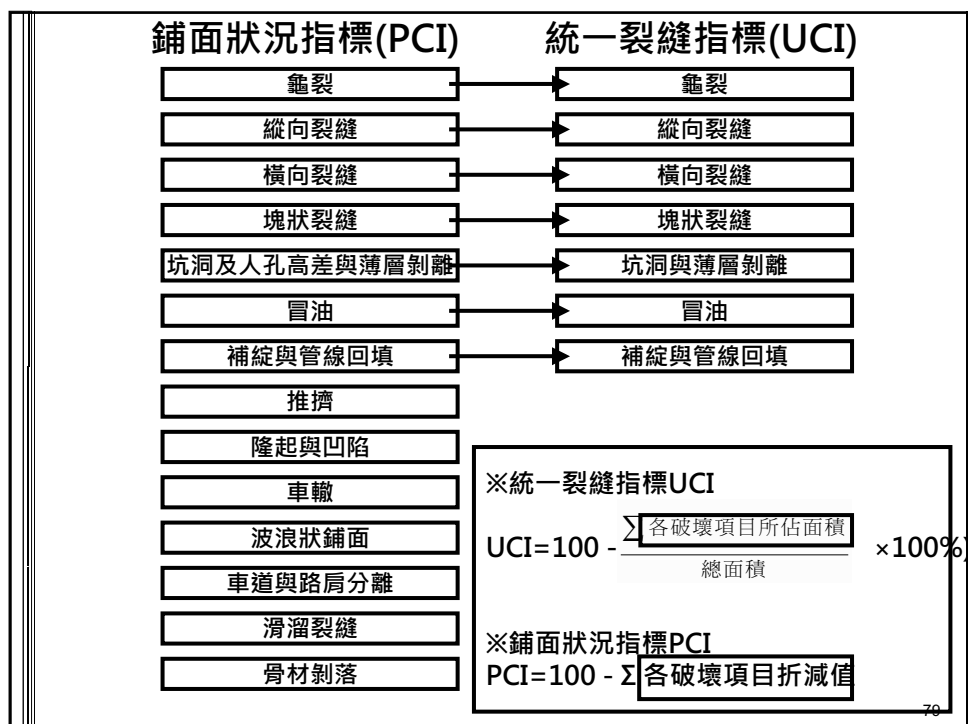 鋪面狀況指標(PCI)
統一裂縫指標(UCI)
龜裂
龜裂
縱向裂縫
縱向裂縫
橫向裂縫
橫向裂縫
塊狀裂縫
塊狀裂縫
坑洞及人孔高差與薄層剝離
坑洞與薄層剝離
冒油
冒油
補綻與管線回填
補綻與管線回填
推擠
隆起與凹陷
車轍
波浪狀鋪面
車道與路肩分離
滑溜裂縫
骨材剝落
※統一裂縫指標UCI
UCI=100 - ∑各破壞項目所佔面積 ×100%)
總面積
※鋪面狀況指標PCI
PCI=100 - Σ各破壞項目折減值